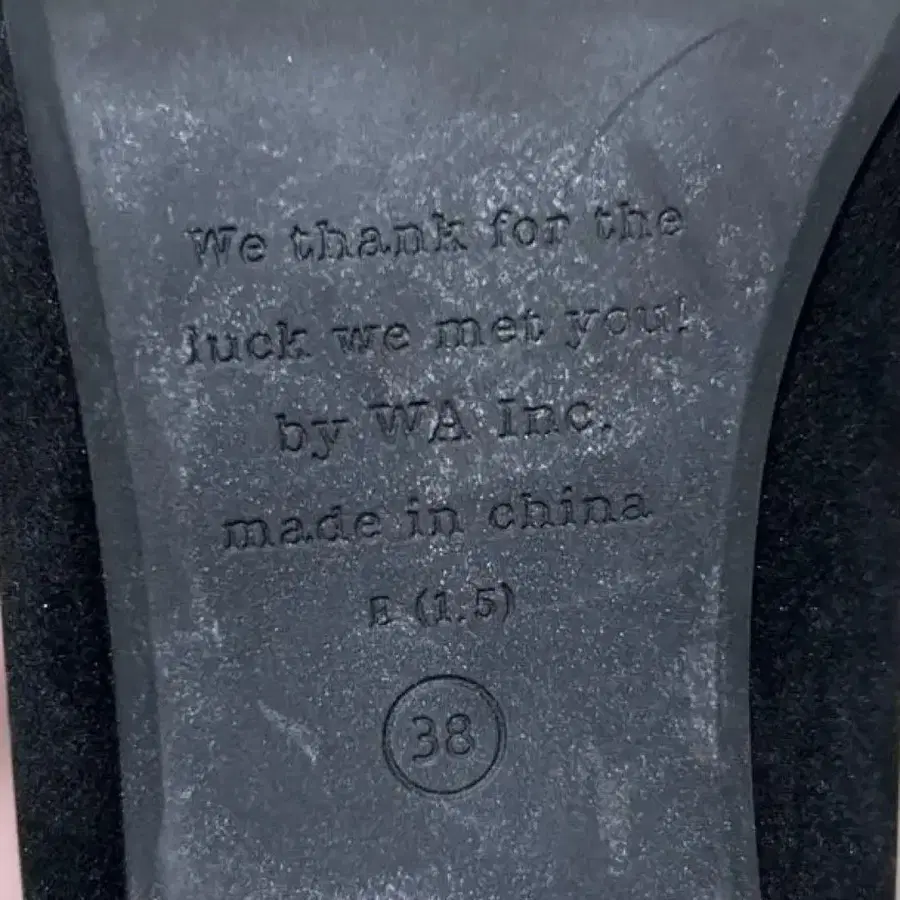 We thank for the
luck we met you!
by WA Inc.
made in china
E (1.5)
38